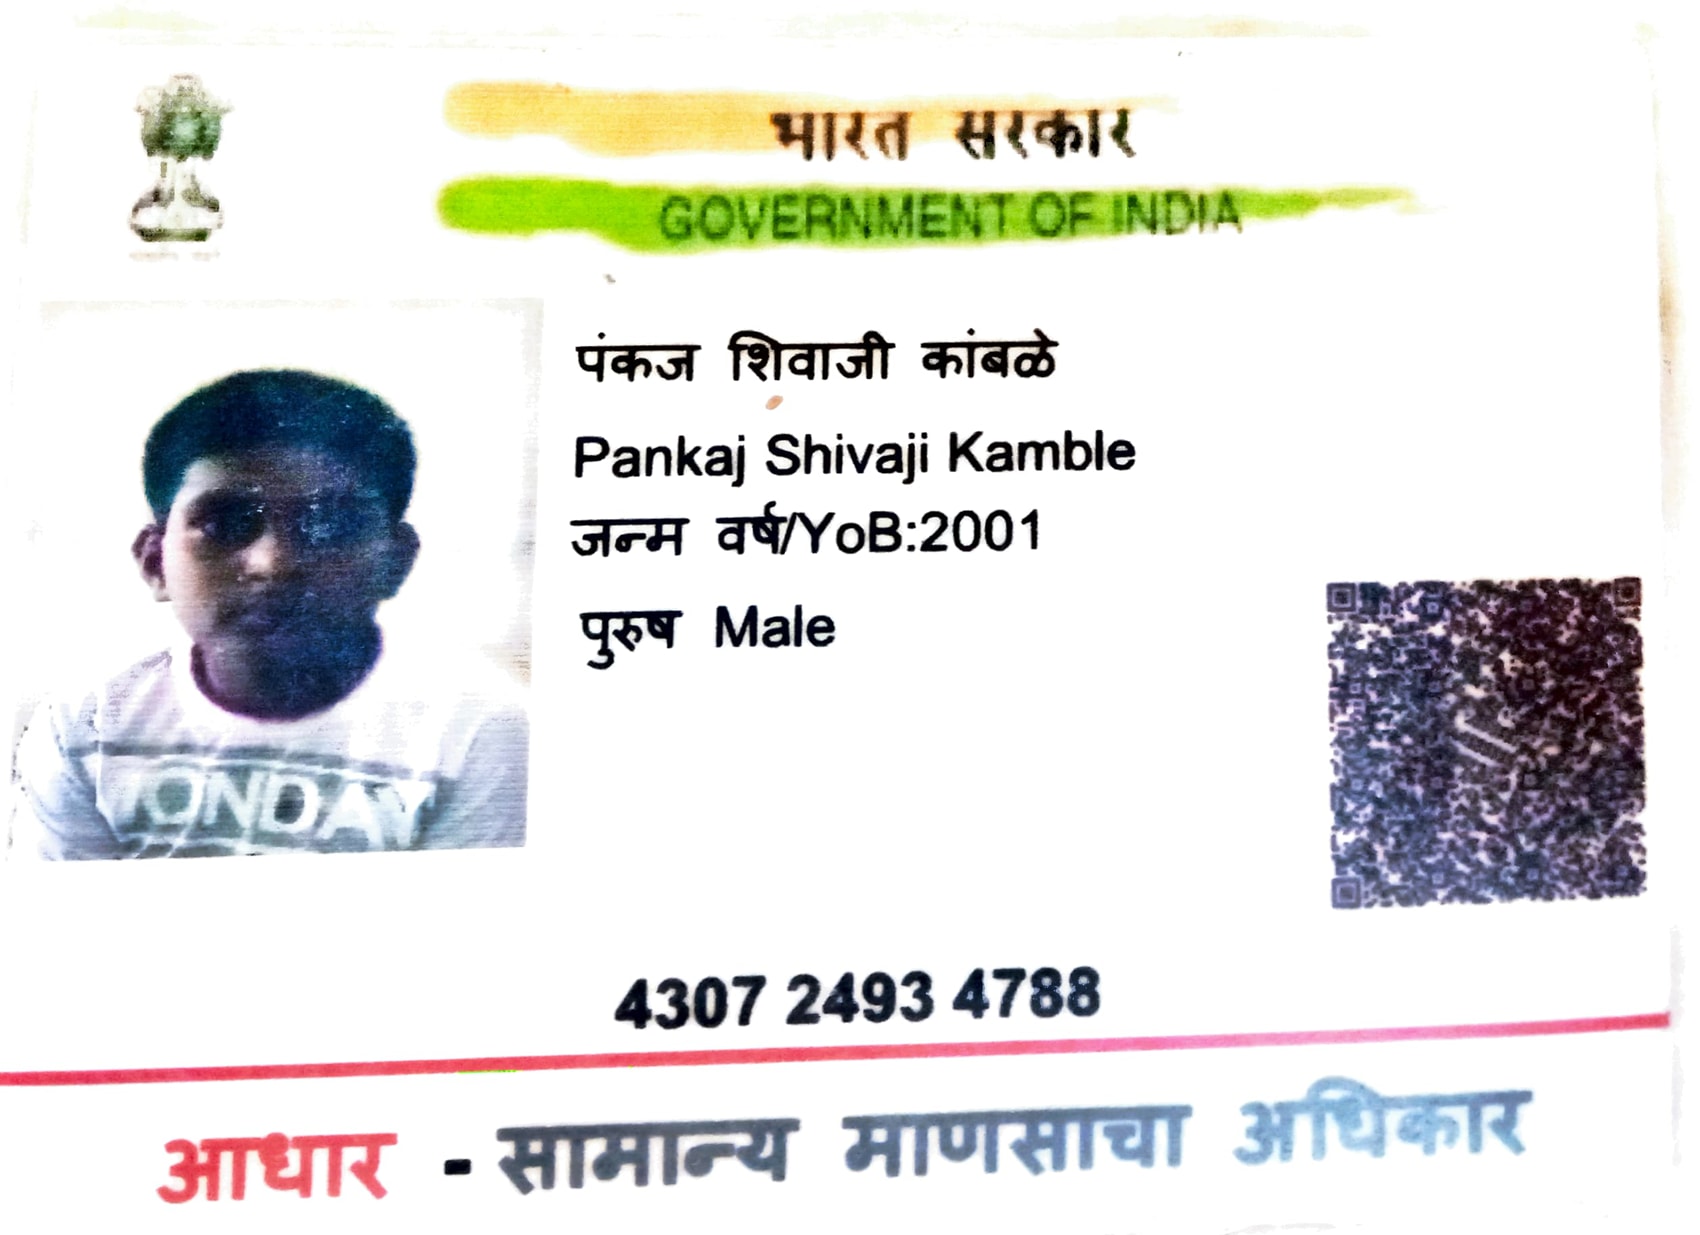 भारत सरकार
GOVERNMENT OF INDIA
पंकज शिवाजी कांबळे
Pankaj Shivaji Kamble
जन्म वर्ष/YoB:2001
पुरुष Male
4307 2493 4788
आधार - सामान्य माणसाचा अधिकार